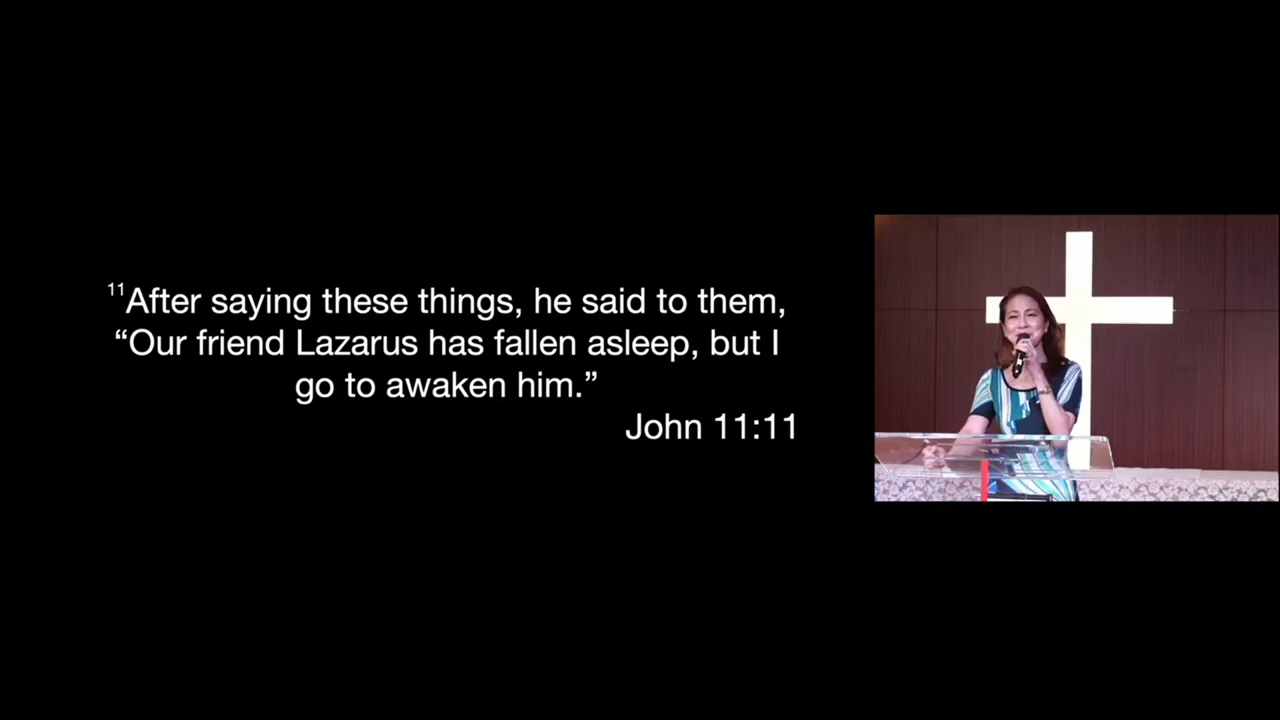 ¹¹After saying these things, he said to them,
“Our friend Lazarus has fallen asleep, but I
go to awaken him.”
John 11:11